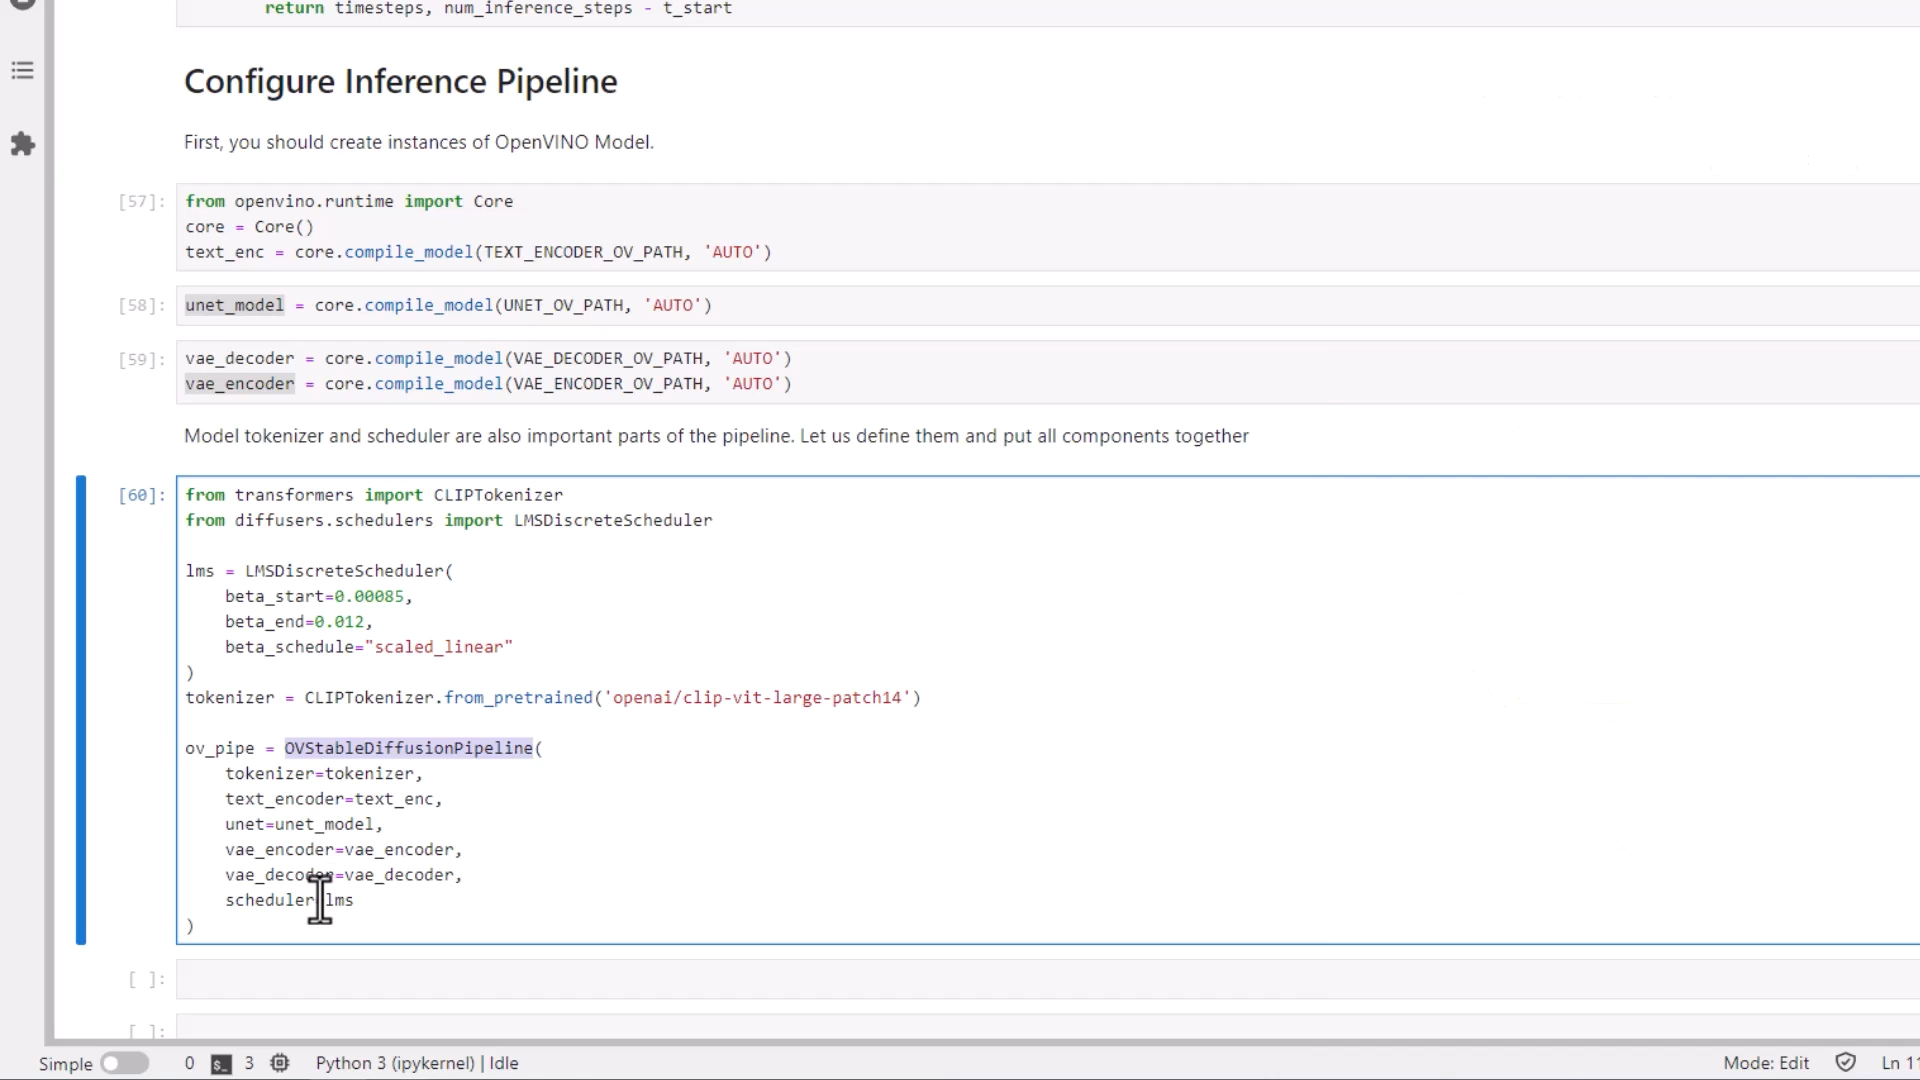 return timesteps, num_inference_steps - t_start
Configure Inference Pipeline
First, you should create instances of OpenVINO Model.
[57]:
from openvino.runtime import Core
core = Core()
text_enc = core.compile_model(TEXT_ENCODER_OV_PATH, 'AUTO')
[58]:
unet_model = core.compile_model(UNET_OV_PATH, 'AUTO')
[59]:
vae_decoder = core.compile_model(VAE_DECODER_OV_PATH, 'AUTO')
vae_encoder = core.compile_model(VAE_ENCODER_OV_PATH, 'AUTO')
Model tokenizer and scheduler are also important parts of the pipeline. Let us define them and put all components together
[60]:
from transformers import CLIPTokenizer
from diffusers.schedulers import LMSDiscreteScheduler
lms = LMSDiscreteScheduler(
beta_start=0.00085,
beta_end=0.012,
beta_schedule="scaled_linear"
)
tokenizer = CLIPTokenizer.from_pretrained('openai/clip-vit-large-patch14')
ov_pipe = OVStableDiffusionPipeline(
tokenizer=tokenizer,
text_encoder=text_enc,
unet=unet_model,
vae_encoder=vae_encoder,
vae_decoder=vae_decoder,
scheduler=lms
)
[ ]:
[ ]:
Simple 0 $_ 3 Python 3 (ipykernel) | Idle Mode: Edit Ln 11